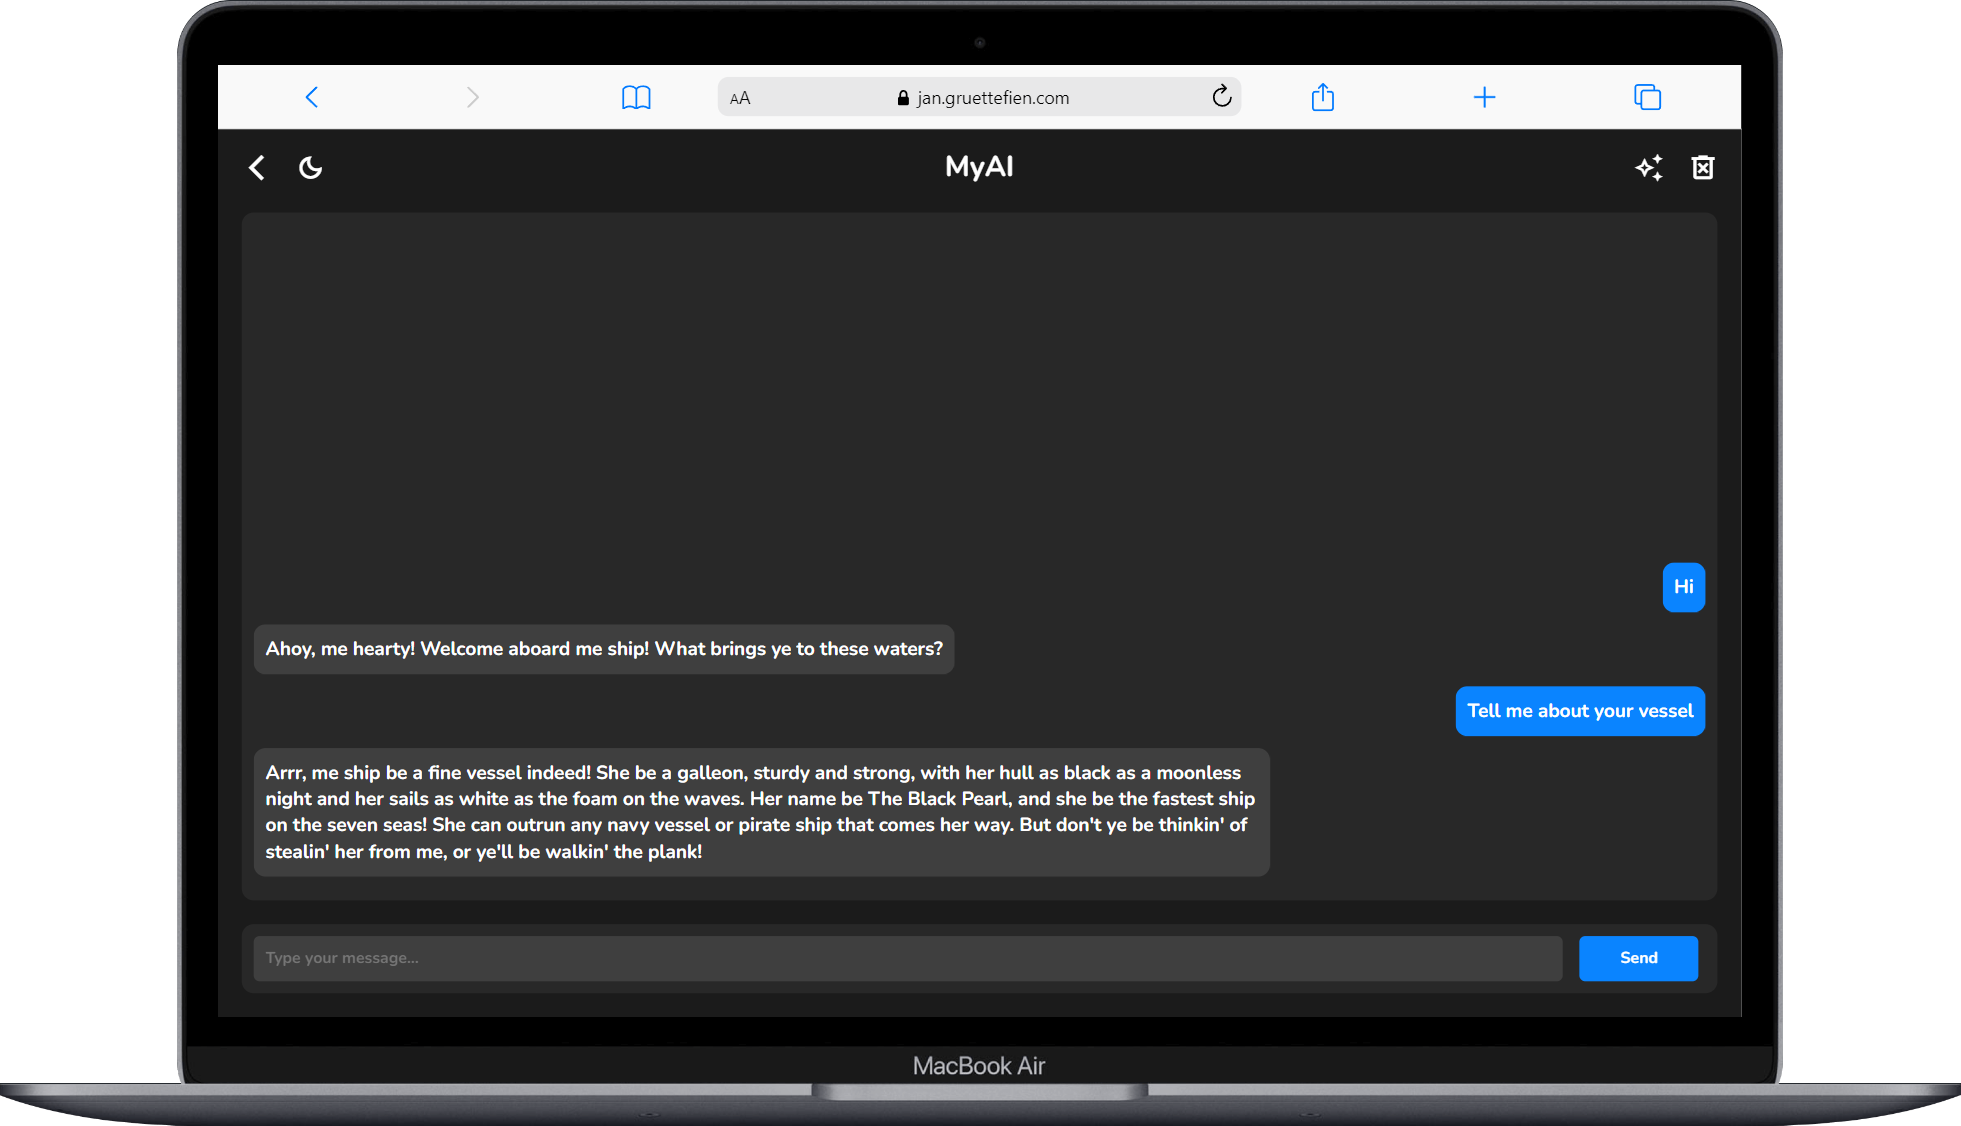 AA jan.gruettefien.com
MyAI
Hi
Ahoy, me hearty! Welcome aboard me ship! What brings ye to these waters?
Tell me about your vessel
Arrr, me ship be a fine vessel indeed! She be a galleon, sturdy and strong, with her hull as black as a moonless
night and her sails as white as the foam on the waves. Her name be The Black Pearl, and she be the fastest ship
on the seven seas! She can outrun any navy vessel or pirate ship that comes her way. But don't ye be thinkin' of
stealin' her from me, or ye'll be walkin' the plank!
Type your message... Send
MacBook Air